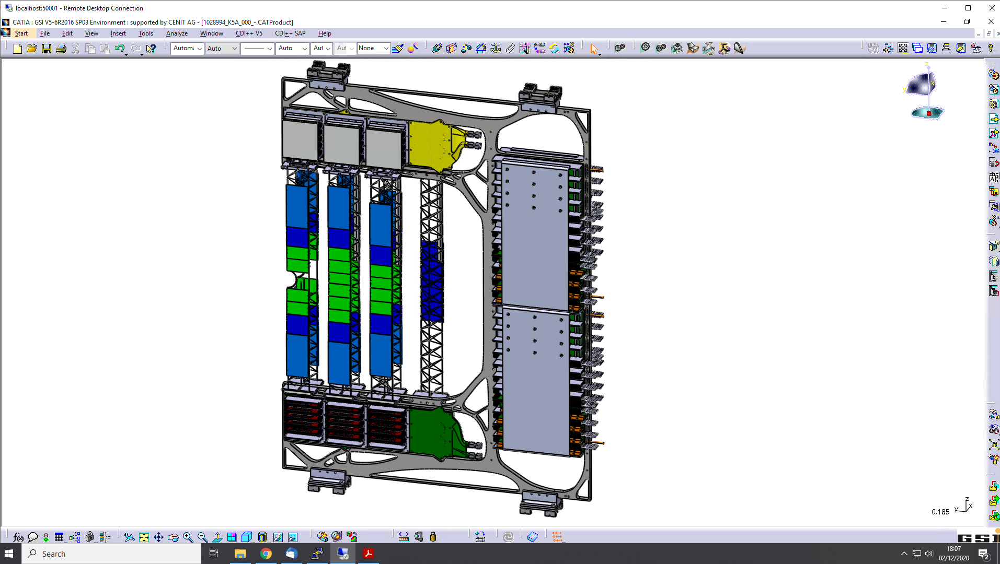 localhost:50001 - Remote Desktop Connection
CATIA : GSI V5-6R2016 SP03 Environment : supported by CENIT AG - [1028994_K5A_000_-.CATProduct]
Start File Edit View Insert Tools Analyze Window CDI++ V5 CDI±+ SAP Help
Automa Auto Auto Aut Aut None
z
y
x
0,185
z
y x
f(x)
GSI
Search
18:07
02/12/2020
2